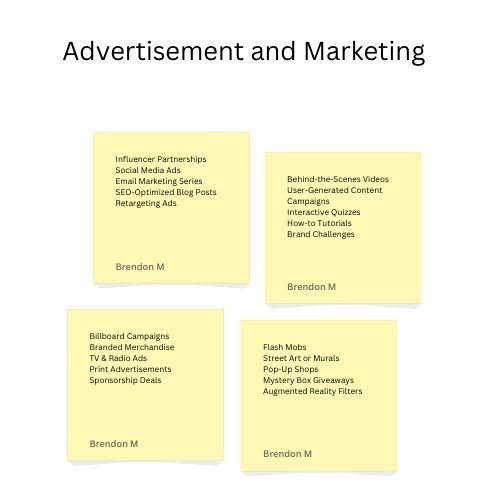 Advertisement and Marketing
Influencer Partnerships
Social Media Ads
Email Marketing Series
SEO-Optimized Blog Posts
Retargeting Ads
Brendon M
Behind-the-Scenes Videos
User-Generated Content
Campaigns
Interactive Quizzes
How-to Tutorials
Brand Challenges
Brendon M
Billboard Campaigns
Branded Merchandise
TV & Radio Ads
Print Advertisements
Sponsorship Deals
Brendon M
Flash Mobs
Street Art or Murals
Pop-Up Shops
Mystery Box Giveaways
Augmented Reality Filters
Brendon M